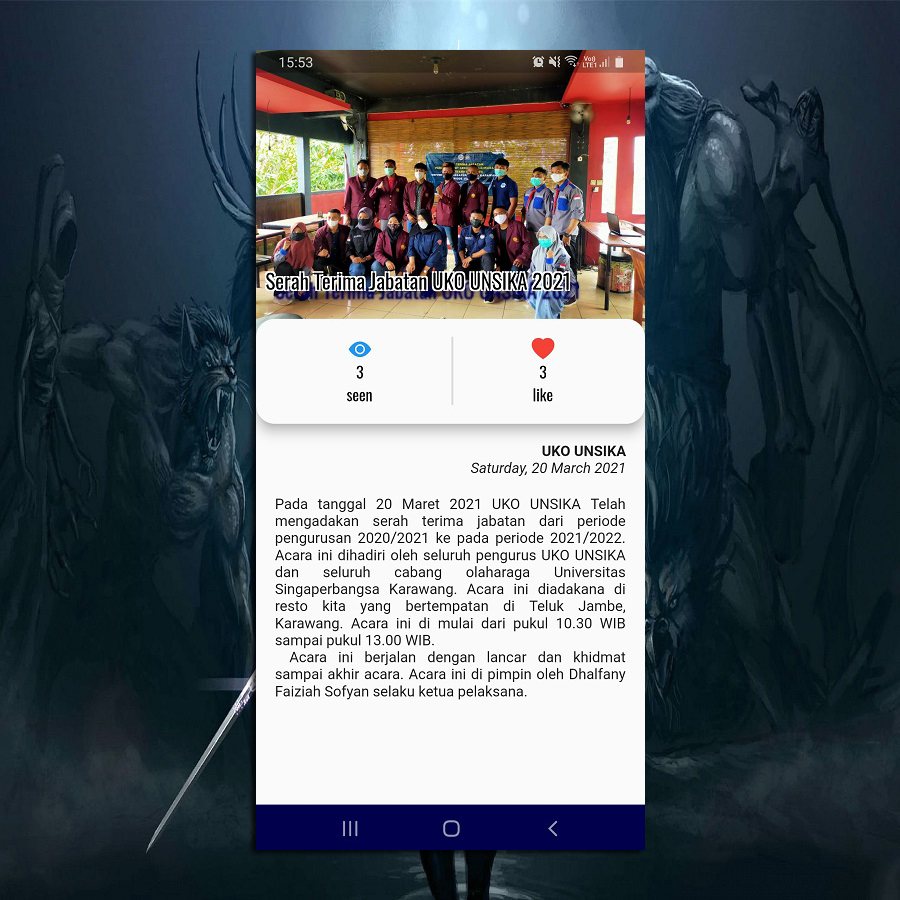 15:53
Vo))
LTE1
TERIMA JABATAN
Serah Terima Jabatan UKO UNSIKA 2021
3
seen
3
like
UKO UNSIKA
Saturday, 20 March 2021
Pada tanggal 20 Maret 2021 UKO UNSIKA Telah
mengadakan serah terima jabatan dari periode
pengurusan 2020/2021 ke pada periode 2021/2022.
Acara ini dihadiri oleh seluruh pengurus UKO UNSIKA
dan seluruh cabang olaharaga Universitas
Singaperbangsa Karawang. Acara ini diadakana di
resto kita yang bertempatan di Teluk Jambe,
Karawang. Acara ini di mulai dari pukul 10.30 WIB
sampai pukul 13.00 WIB.
Acara ini berjalan dengan lancar dan khidmat
sampai akhir acara. Acara ini di pimpin oleh Dhalfany
Faiziah Sofyan selaku ketua pelaksana.